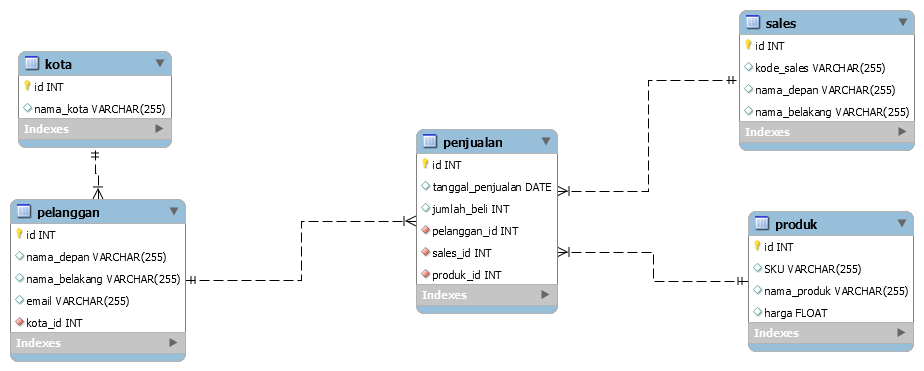 kota
id INT
nama_kota VARCHAR(255)
Indexes
pelanggan
id INT
nama_depan VARCHAR(255)
nama_belakang VARCHAR(255)
email VARCHAR(255)
kota_id INT
Indexes
penjualan
id INT
tanggal_penjualan DATE
jumlah_beli INT
pelanggan_id INT
sales_id INT
produk_id INT
Indexes
sales
id INT
kode_sales VARCHAR(255)
nama_depan VARCHAR(255)
nama_belakang VARCHAR(255)
Indexes
produk
id INT
SKU VARCHAR(255)
nama_produk VARCHAR(255)
harga FLOAT
Indexes